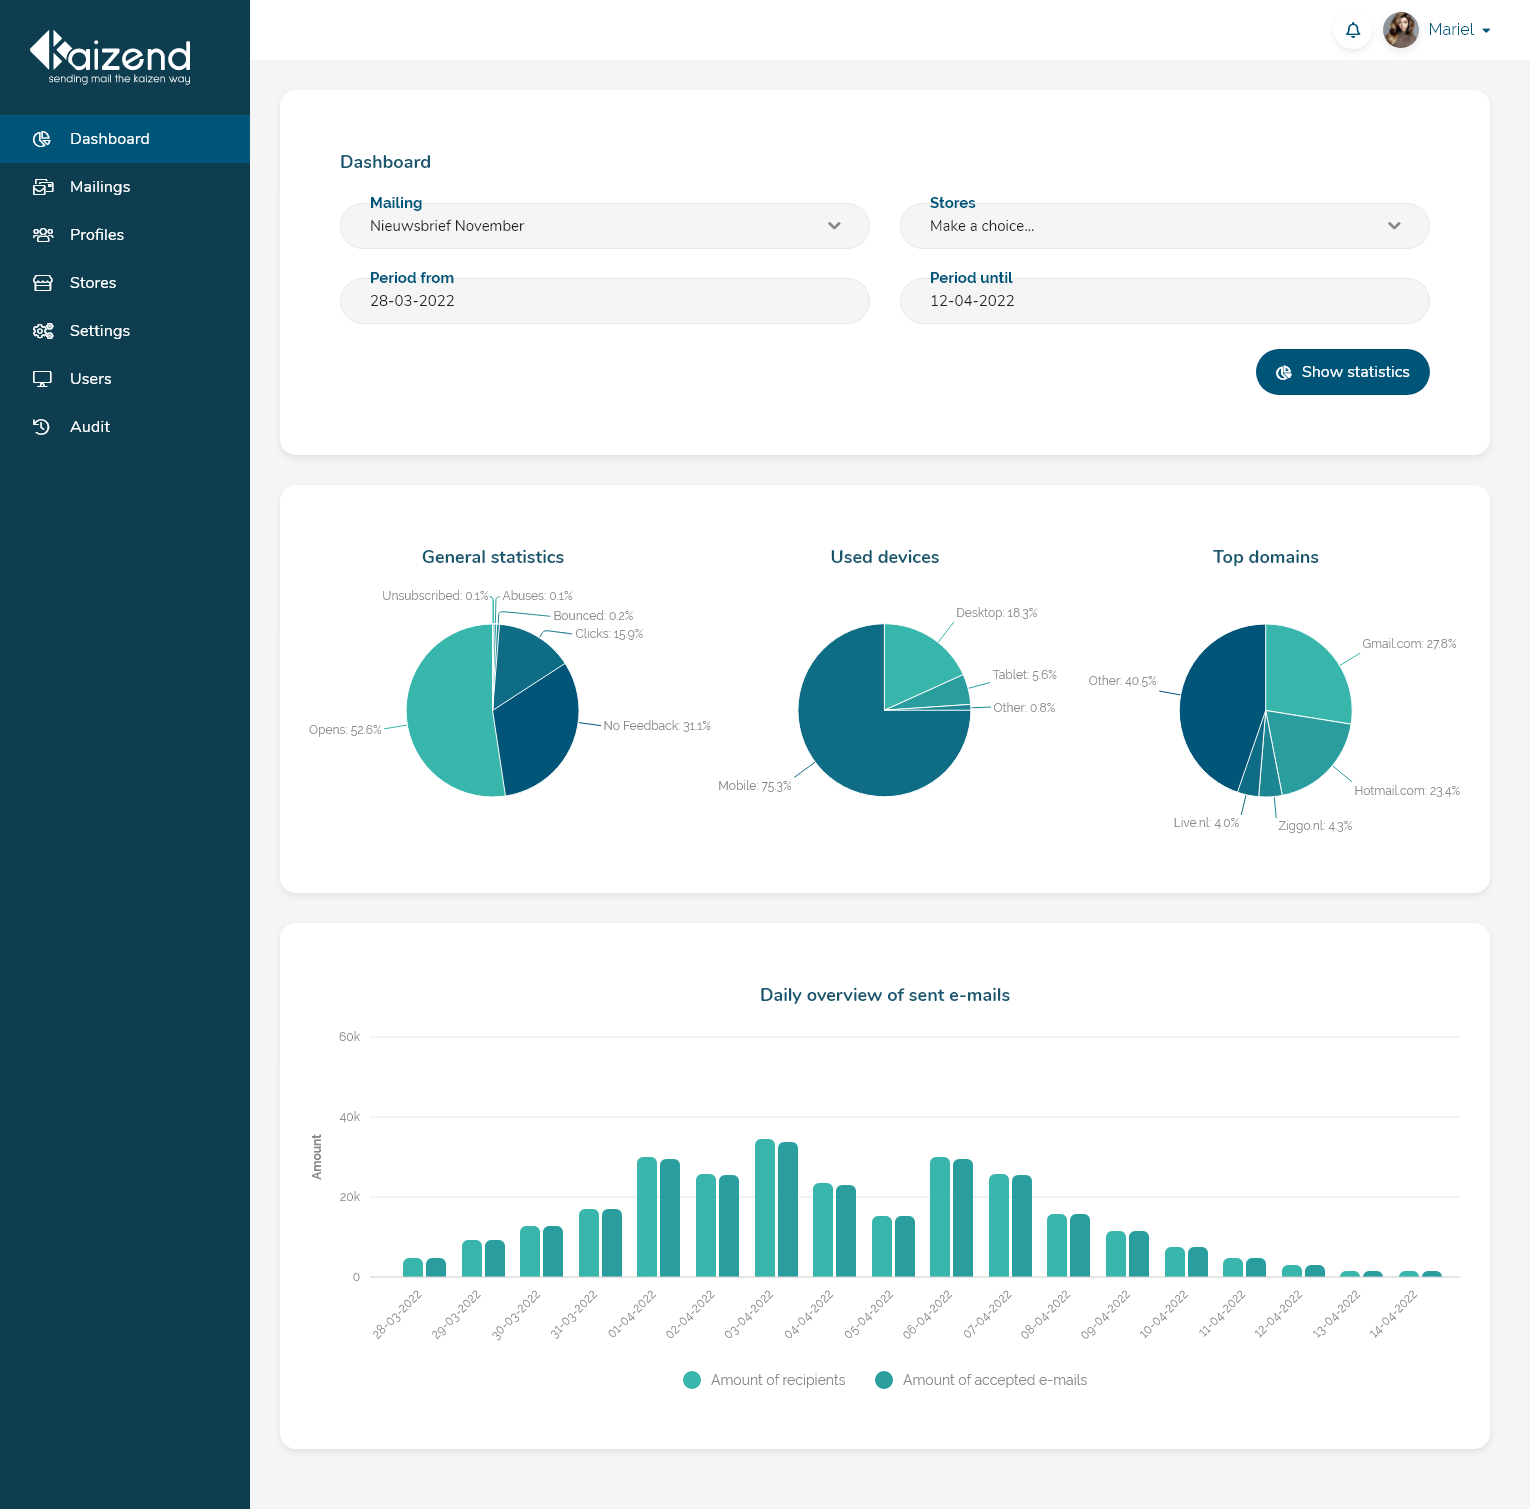 Kaizend
sending mail the kaizen way
Mariel
Dashboard
Mailings
Profiles
Stores
Settings
Users
Audit
Dashboard
Mailing
Nieuwsbrief November
Stores
Make a choice...
Period from
28-03-2022
Period until
12-04-2022
Show statistics
General statistics
Unsubscribed: 0.1%
Abuses: 0.1%
Bounced: 0.2%
Clicks: 15.9%
No Feedback: 31.1%
Opens: 52.6%
Used devices
Desktop: 18.3%
Tablet: 5.6%
Other: 0.8%
Mobile: 75.3%
Top domains
Gmail.com: 27.8%
Other: 40.5%
Hotmail.com: 23.4%
Live.nl: 4.0%
Ziggo.nl: 4.3%
Daily overview of sent e-mails
Amount
60k
40k
20k
0
28-03-2022
29-03-2022
30-03-2022
31-03-2022
01-04-2022
02-04-2022
03-04-2022
04-04-2022
05-04-2022
06-04-2022
07-04-2022
08-04-2022
09-04-2022
10-04-2022
11-04-2022
12-04-2022
13-04-2022
14-04-2022
Amount of recipients
Amount of accepted e-mails